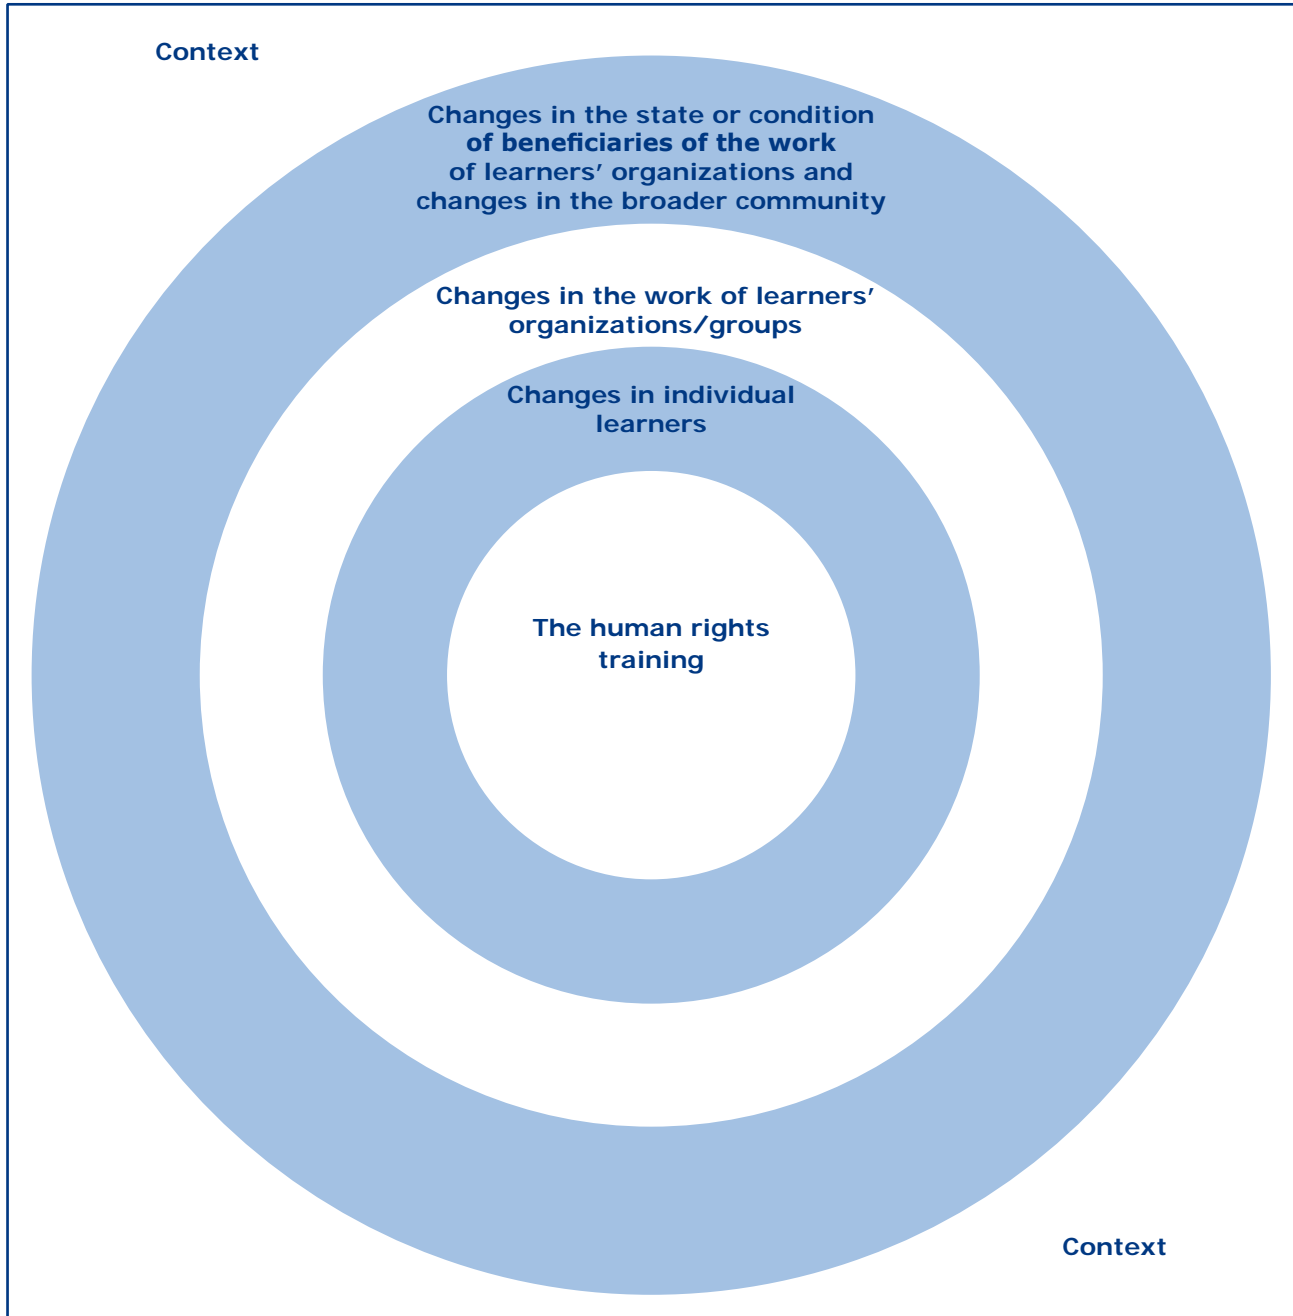 Context
Changes in the state or condition
of beneficiaries of the work
of learners’ organizations and
changes in the broader community
Changes in the work of learners’
organizations/groups
Changes in individual
learners
The human rights
training
Context